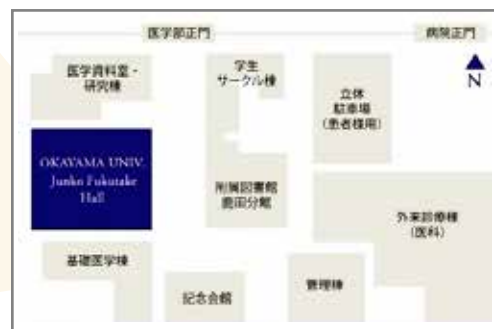 医学部正門
病院正門
医学資料室・
研究棟
学生
サークル棟
立体
駐車場
(患者様用)
N
OKAYAMA UNIV.
Junko Fukutake
Hall
附属図書館
鹿田分館
外来診療棟
(医科)
基礎医学棟
記念会館
管理棟